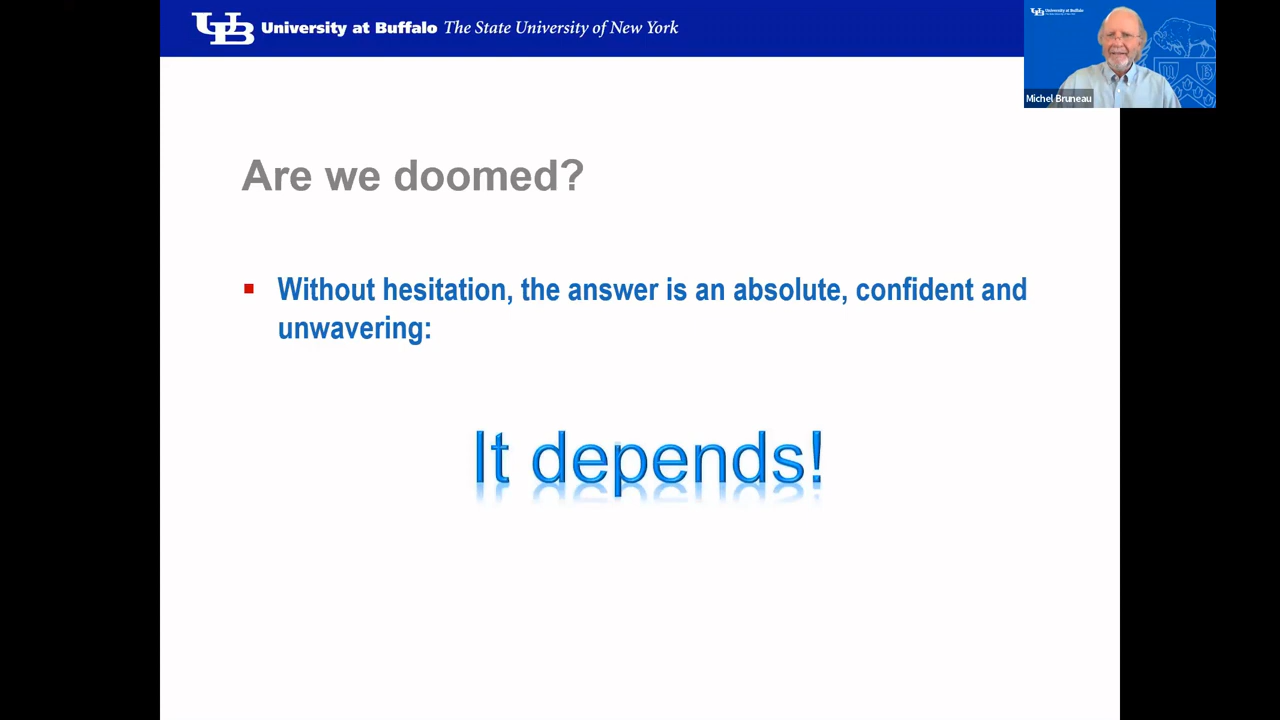 UB University at Buffalo The State University of New York
Michel Bruneau
Are we doomed?
Without hesitation, the answer is an absolute, confident and
unwavering:
It depends!